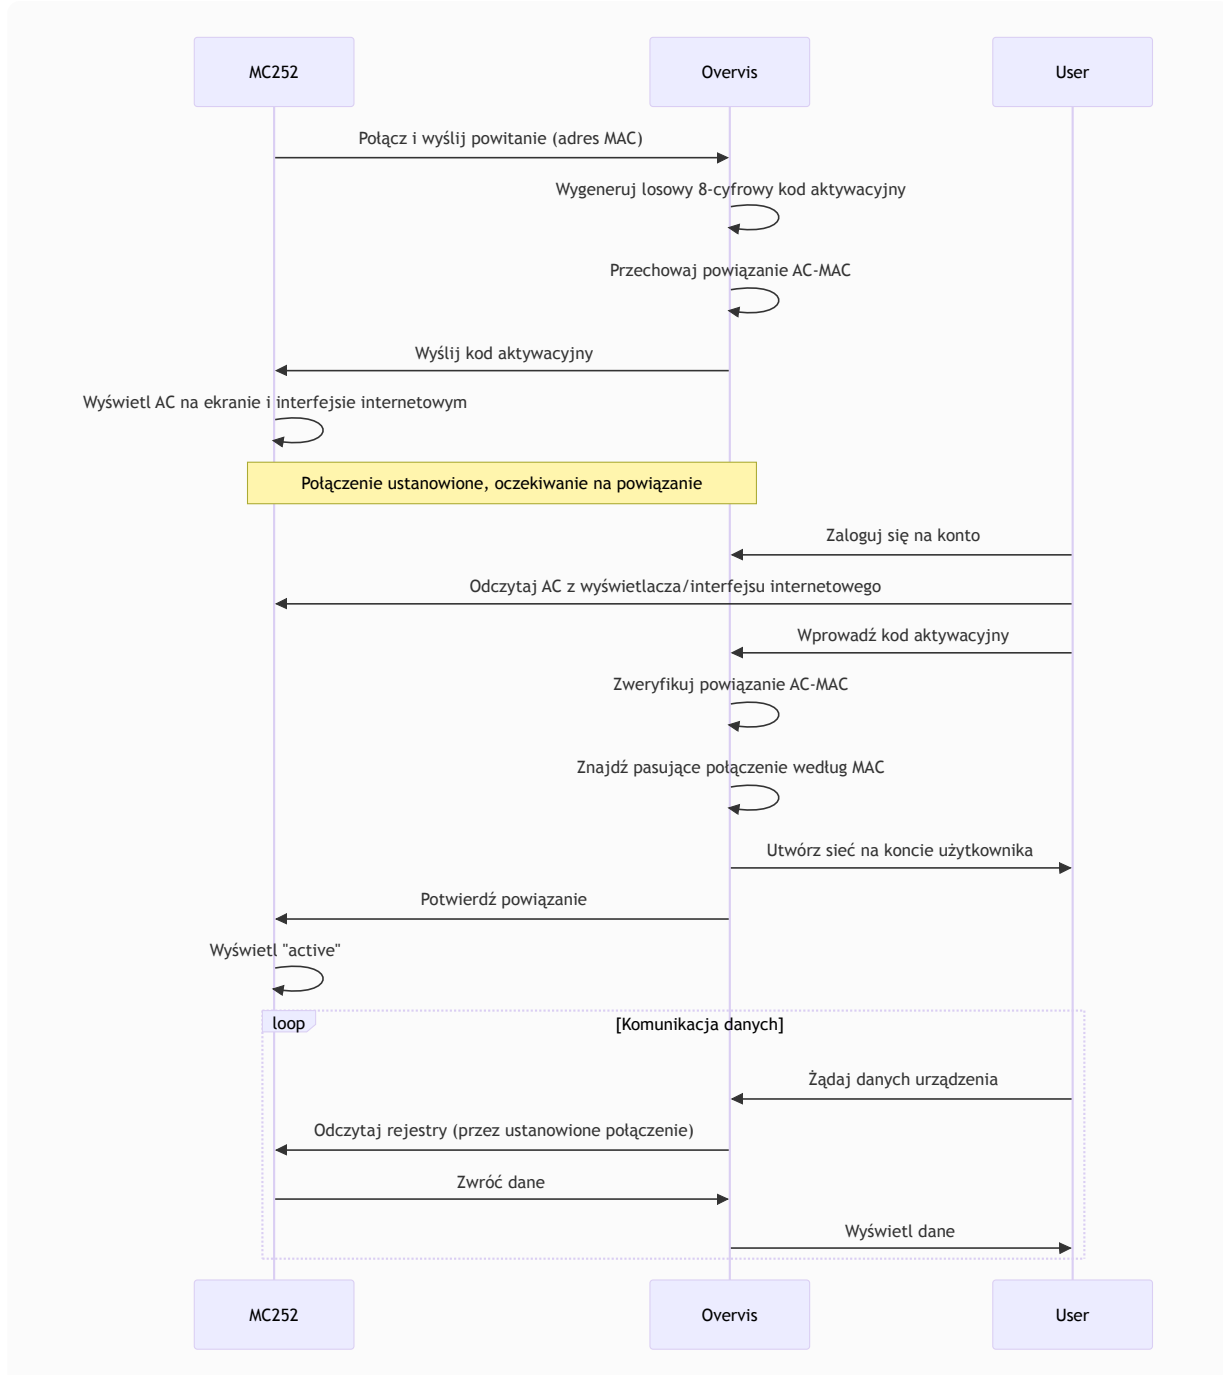 MC252
Overvis
User
Połącz i wyślij powitanie (adres MAC)
Wygeneruj losowy 8-cyfrowy kod aktywacyjny
Przechowaj powiązanie AC-MAC
Wyślij kod aktywacyjny
Wyświetl AC na ekranie i interfejsie internetowym
Połączenie ustanowione, oczekiwanie na powiązanie
Zaloguj się na konto
Odczytaj AC z wyświetlacza/interfejsu internetowego
Wprowadź kod aktywacyjny
Zweryfikuj powiązanie AC-MAC
Znajdź pasujące połączenie według MAC
Utwórz sieć na koncie użytkownika
Potwierdź powiązanie
Wyświetl "active"
loop
[Komunikacja danych]
Żądaj danych urządzenia
Odczytaj rejestry (przez ustanowione połączenie)
Zwróć dane
Wyświetl dane
MC252
Overvis
User